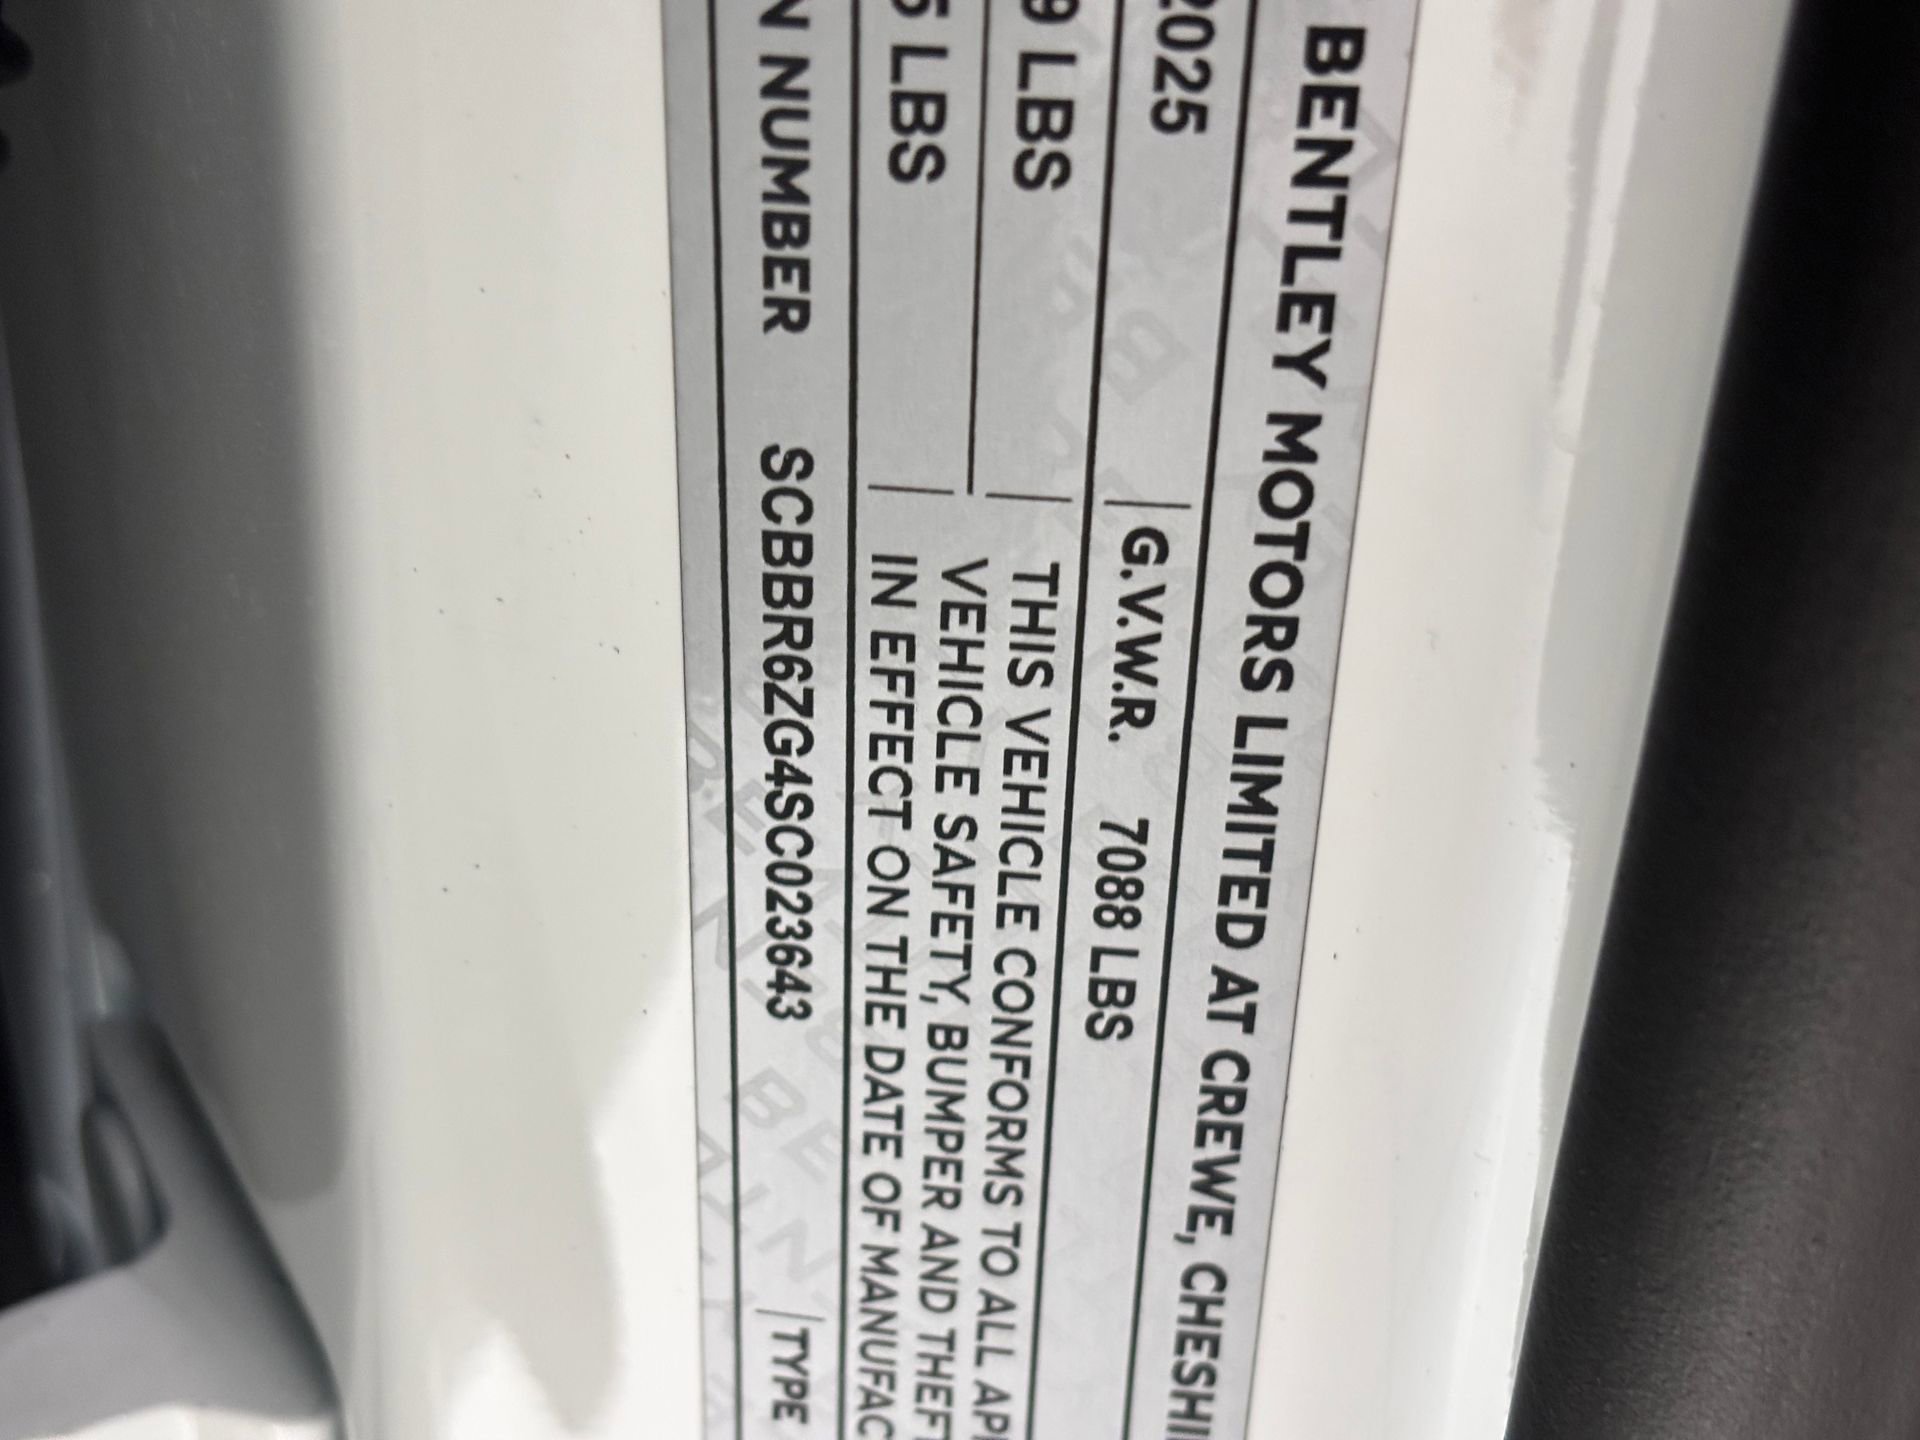 BENTLEY MOTORS LIMITED AT CREWE, CHESHI
2025 G.V.W.R. 7088 LBS
9 LBS THIS VEHICLE CONFORMS TO ALL AP
VEHICLE SAFETY, BUMPER AND THEFT
5 LBS IN EFFECT ON THE DATE OF MANUFAC
N NUMBER SCBBR6ZG4SC023643 TYPE